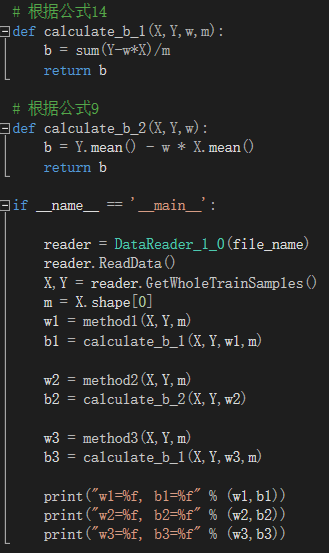 # 根据公式14
def calculate_b_1(X,Y,w,m):
    b = sum(Y-w*X)/m
    return b
# 根据公式9
def calculate_b_2(X,Y,w):
    b = Y.mean() - w * X.mean()
    return b
if __name__ == '__main__':
    reader = DataReader_1_0(file_name)
    reader.ReadData()
    X,Y = reader.GetWholeTrainSamples()
    m = X.shape[0]
    w1 = method1(X,Y,m)
    b1 = calculate_b_1(X,Y,w1,m)
    w2 = method2(X,Y,m)
    b2 = calculate_b_2(X,Y,w2)
    w3 = method3(X,Y,m)
    b3 = calculate_b_1(X,Y,w3,m)
    print("w1=%f, b1=%f" % (w1,b1))
    print("w2=%f, b2=%f" % (w2,b2))
    print("w3=%f, b3=%f" % (w3,b3))